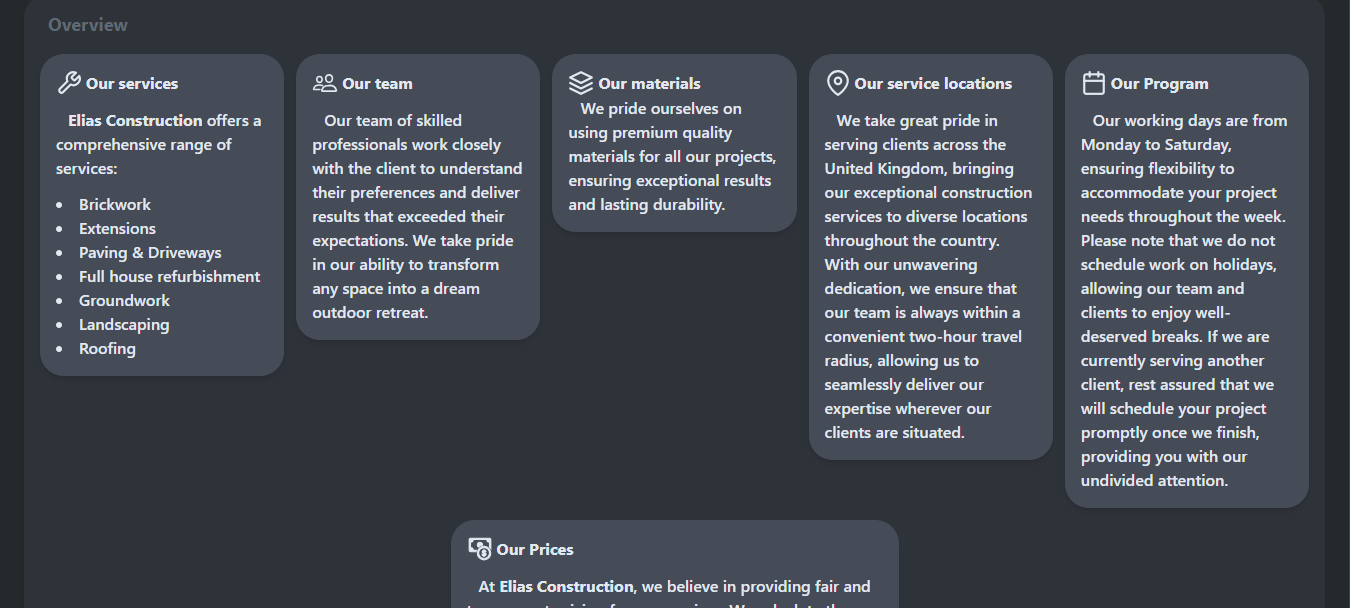 Overview
Our services
Elias Construction offers a
comprehensive range of
services:
• Brickwork
• Extensions
• Paving & Driveways
• Full house refurbishment
• Groundwork
• Landscaping
• Roofing
Our team
Our team of skilled
professionals work closely
with the client to understand
their preferences and deliver
results that exceeded their
expectations. We take pride
in our ability to transform
any space into a dream
outdoor retreat.
Our materials
We pride ourselves on
using premium quality
materials for all our projects,
ensuring exceptional results
and lasting durability.
Our service locations
We take great pride in
serving clients across the
United Kingdom, bringing
our exceptional construction
services to diverse locations
throughout the country.
With our unwavering
dedication, we ensure that
our team is always within a
convenient two-hour travel
radius, allowing us to
seamlessly deliver our
expertise wherever our
clients are situated.
Our Program
Our working days are from
Monday to Saturday,
ensuring flexibility to
accommodate your project
needs throughout the week.
Please note that we do not
schedule work on holidays,
allowing our team and
clients to enjoy well-
deserved breaks. If we are
currently serving another
client, rest assured that we
will schedule your project
promptly once we finish,
providing you with our
undivided attention.
Our Prices
At Elias Construction, we believe in providing fair and